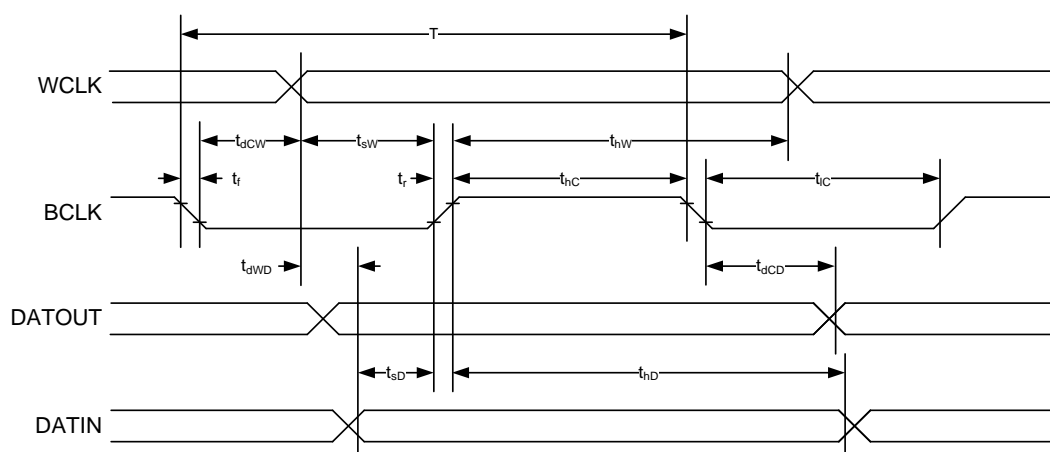 T
WCLK
tdCW
tsW
thW
tf
tr
thC
tlC
BCLK
tdWD
tdCD
DATOUT
tsD
thD
DATIN